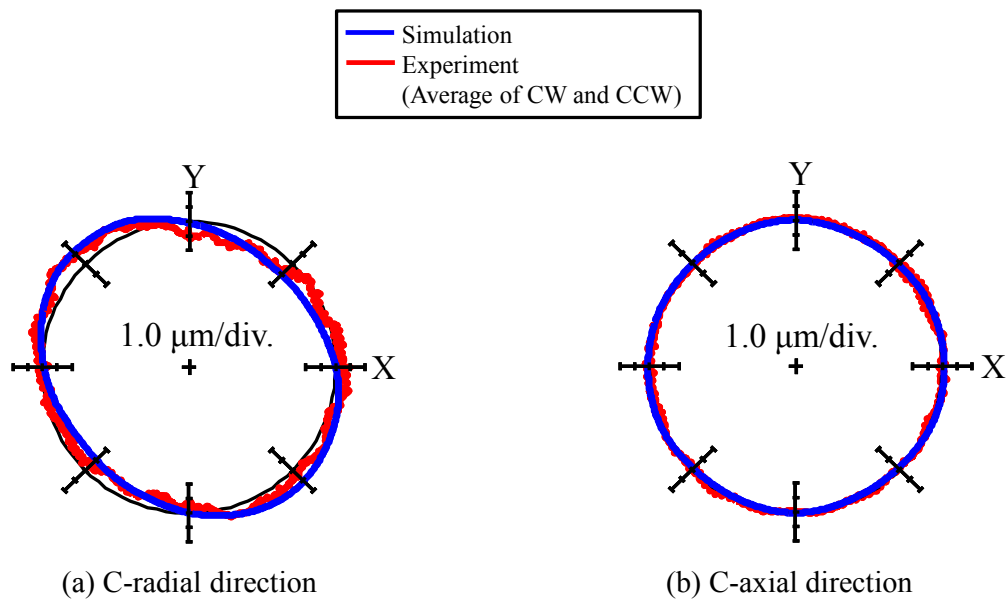 Simulation
Experiment
(Average of CW and CCW)
Y
X
1.0 μm/div.
(a) C-radial direction
Y
X
1.0 μm/div.
(b) C-axial direction